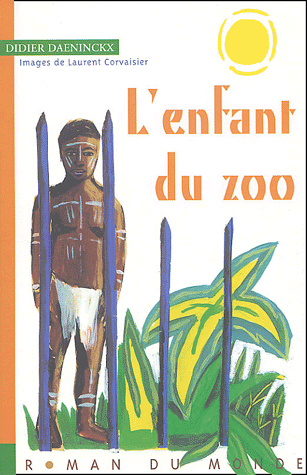 DIDIER DAENINCKX
Images de Laurent Corvaisier
L'enfant
du zoo
ROMAN DU MONDE